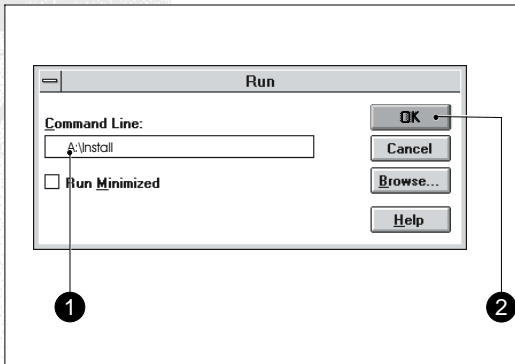 Run
Command Line:
OK
A:\Install
Cancel
Run Minimized
Browse...
Help
1
2